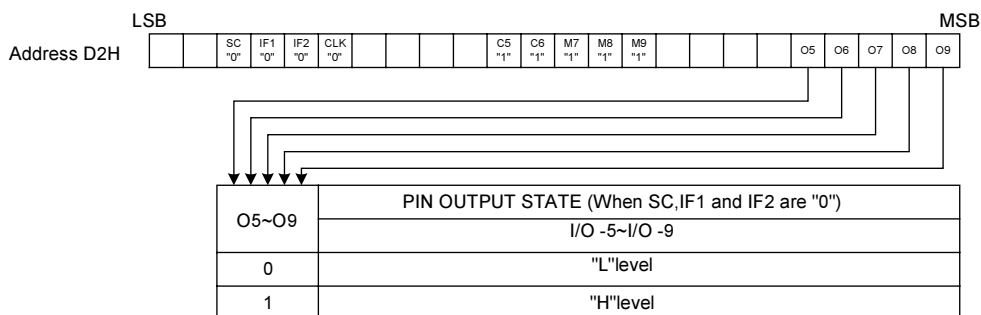 LSB MSB
Address D2H
SC IF1 IF2 CLK C5 C6 M7 M8 M9 O5 O6 O7 O8 O9
"0" "0" "0" "0" "1" "1" "1" "1" "1"
O5~O9
PIN OUTPUT STATE (When SC,IF1 and IF2 are "0")
I/O -5~I/O -9
0 "L"level
1 "H"level